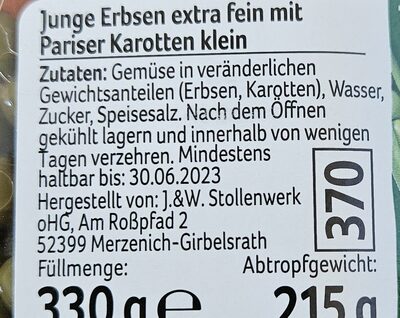 Junge Erbsen extra fein mit
Pariser Karotten klein
Zutaten: Gemüse in veränderlichen
Gewichtsanteilen (Erbsen, Karotten), Wasser,
Zucker, Speisesalz. Nach dem Öffnen
gekühlt lagern und innerhalb von wenigen
Tagen verzehren. Mindestens
haltbar bis: 30.06.2023
Hergestellt von: J.&W. Stollenwerk
oHG, Am Roßpfad 2
52399 Merzenich-Girbelsrath
370
Füllmenge: Abtropfgewicht:
330 g ℮ 215 g